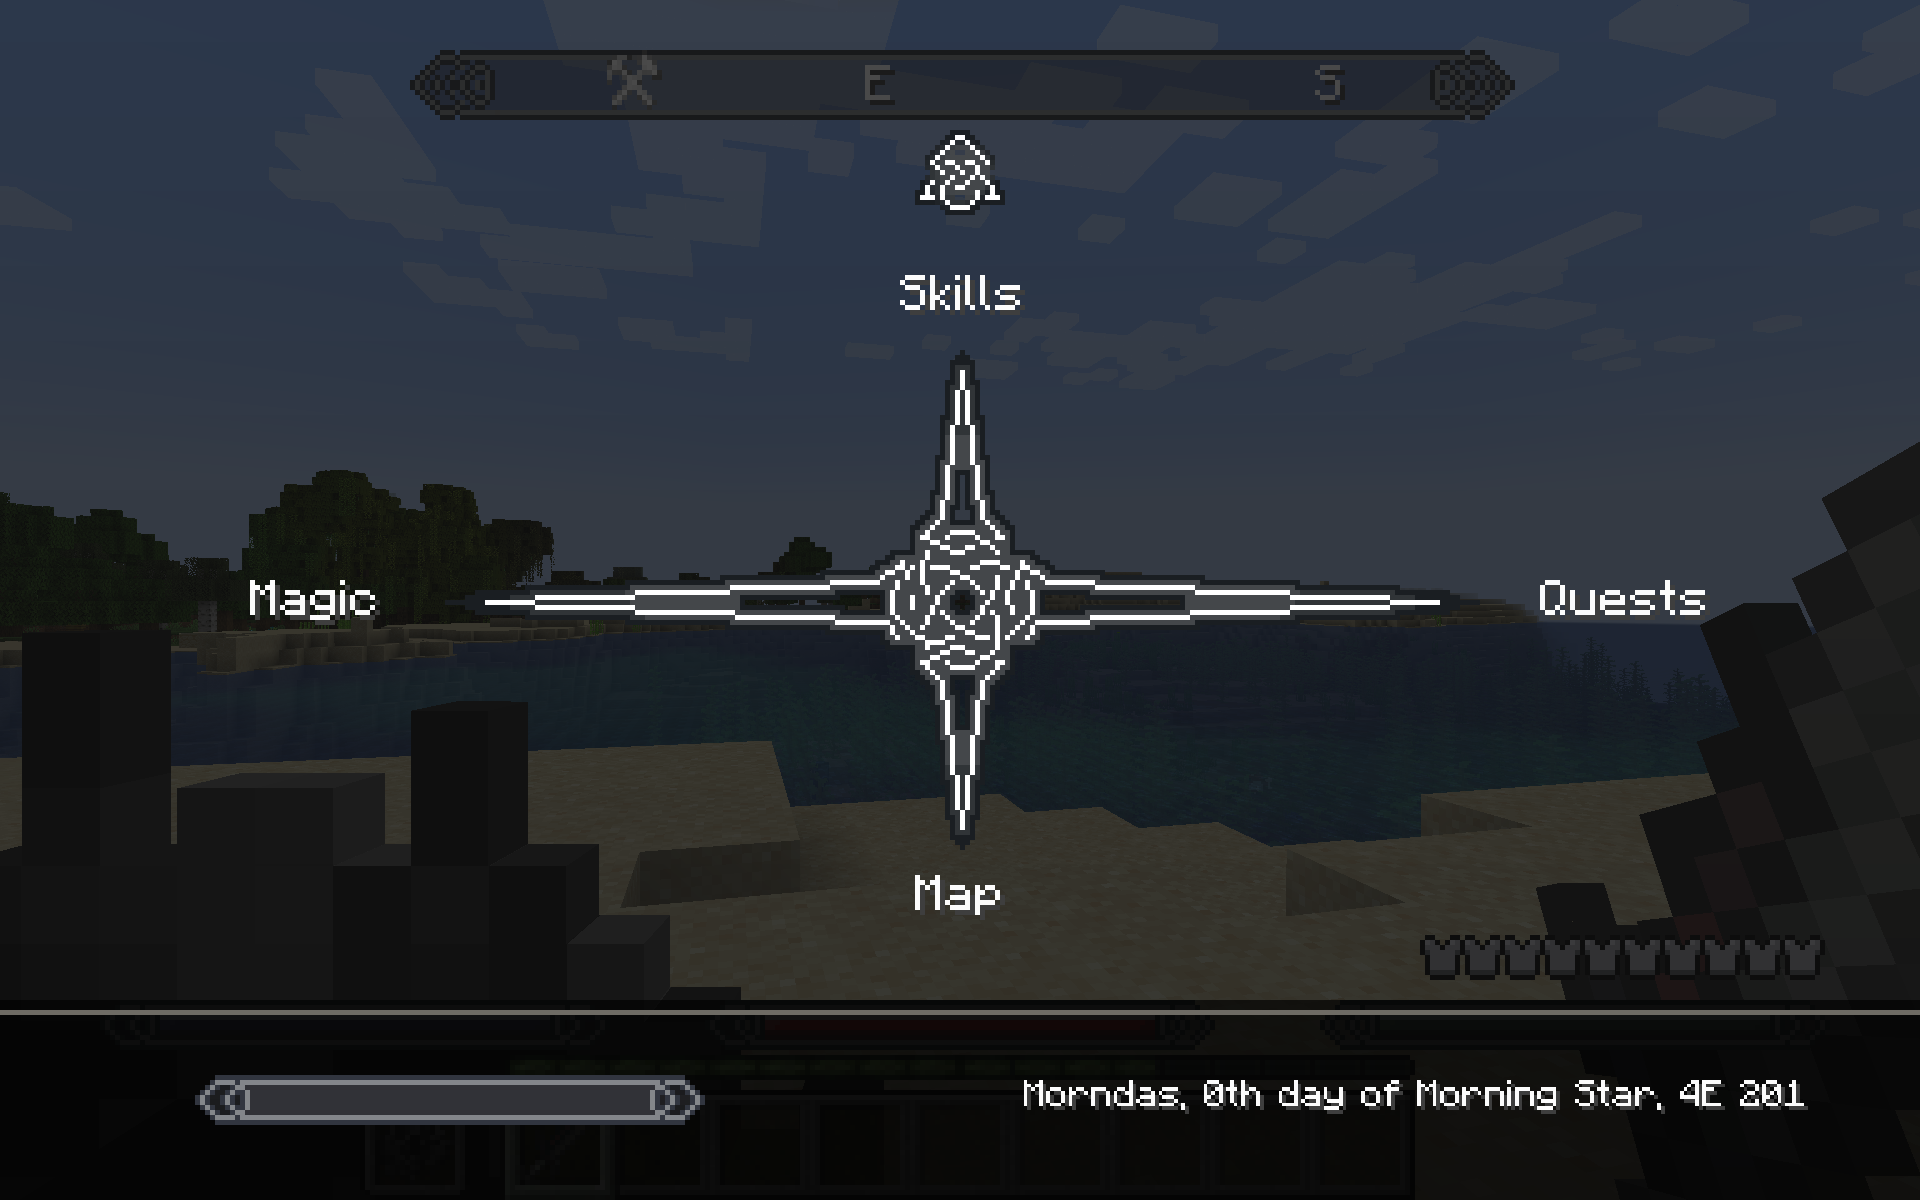 E S
Skills
Magic
Quests
Map
Morndas, 0th day of Morning Star, 4E 201